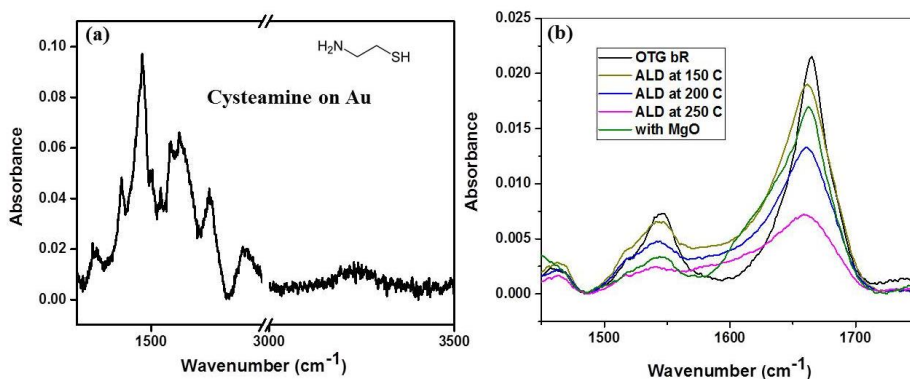 (a)
H₂N
SH
Cysteamine on Au
0.10
0.08
0.06
0.04
0.02
0.00
Absorbance
1500
3000
3500
Wavenumber (cm⁻¹)
(b)
OTG bR
ALD at 150 C
ALD at 200 C
ALD at 250 C
with MgO
0.025
0.020
0.015
0.010
0.005
0.000
Absorbance
1500
1600
1700
Wavenumber (cm⁻¹)